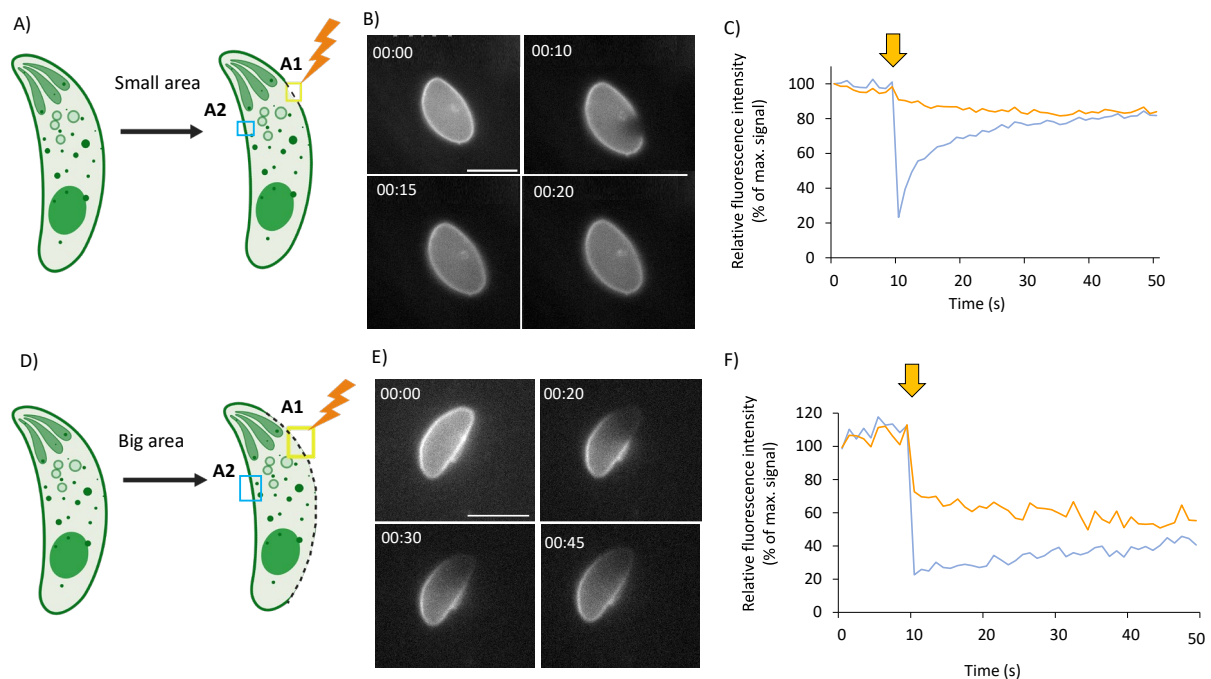 A)
Small area
A1
A2
B)
00:00
00:10
00:15
00:20
C)
Relative fluorescence intensity
(% of max. signal)
120
100
80
60
40
20
0
0
10
20
30
40
50
Time (s)
D)
Big area
A1
A2
E)
00:00
00:20
00:30
00:45
F)
Relative fluorescence intensity
(% of max. signal)
120
100
80
60
40
20
0
0
10
20
30
40
50
Time (s)